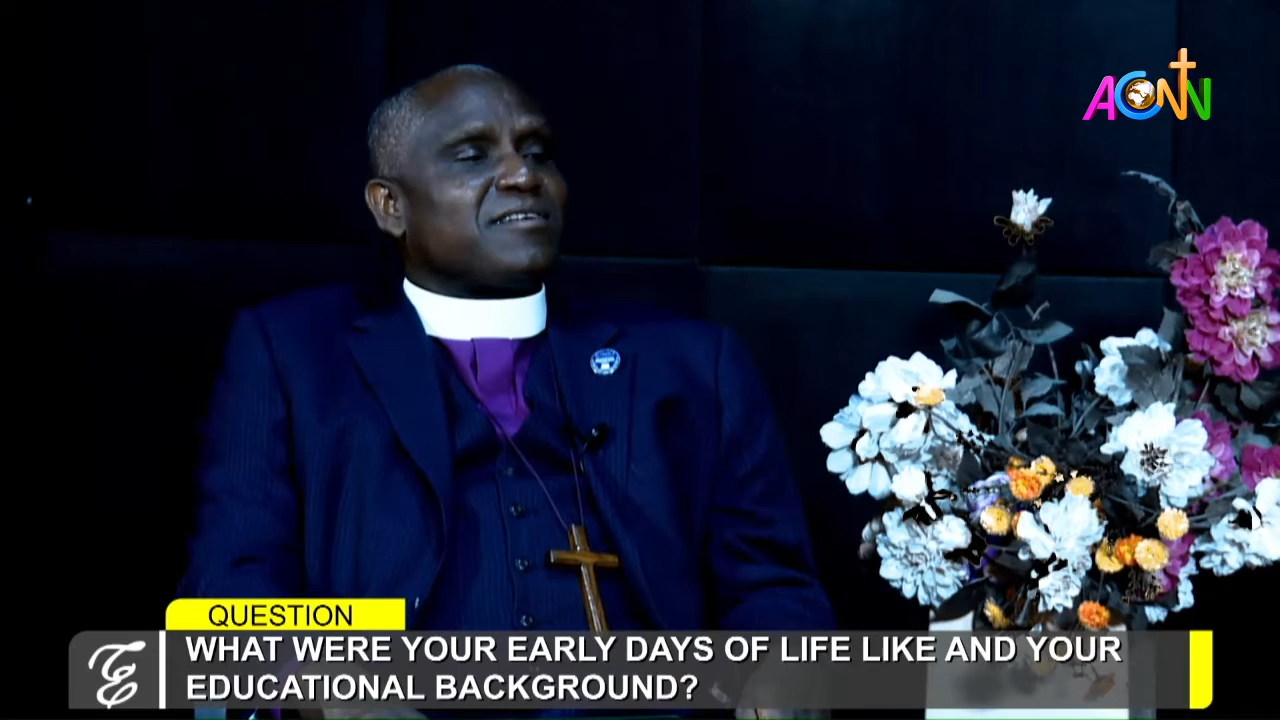 ACNN
QUESTION
WHAT WERE YOUR EARLY DAYS OF LIFE LIKE AND YOUR
EDUCATIONAL BACKGROUND?